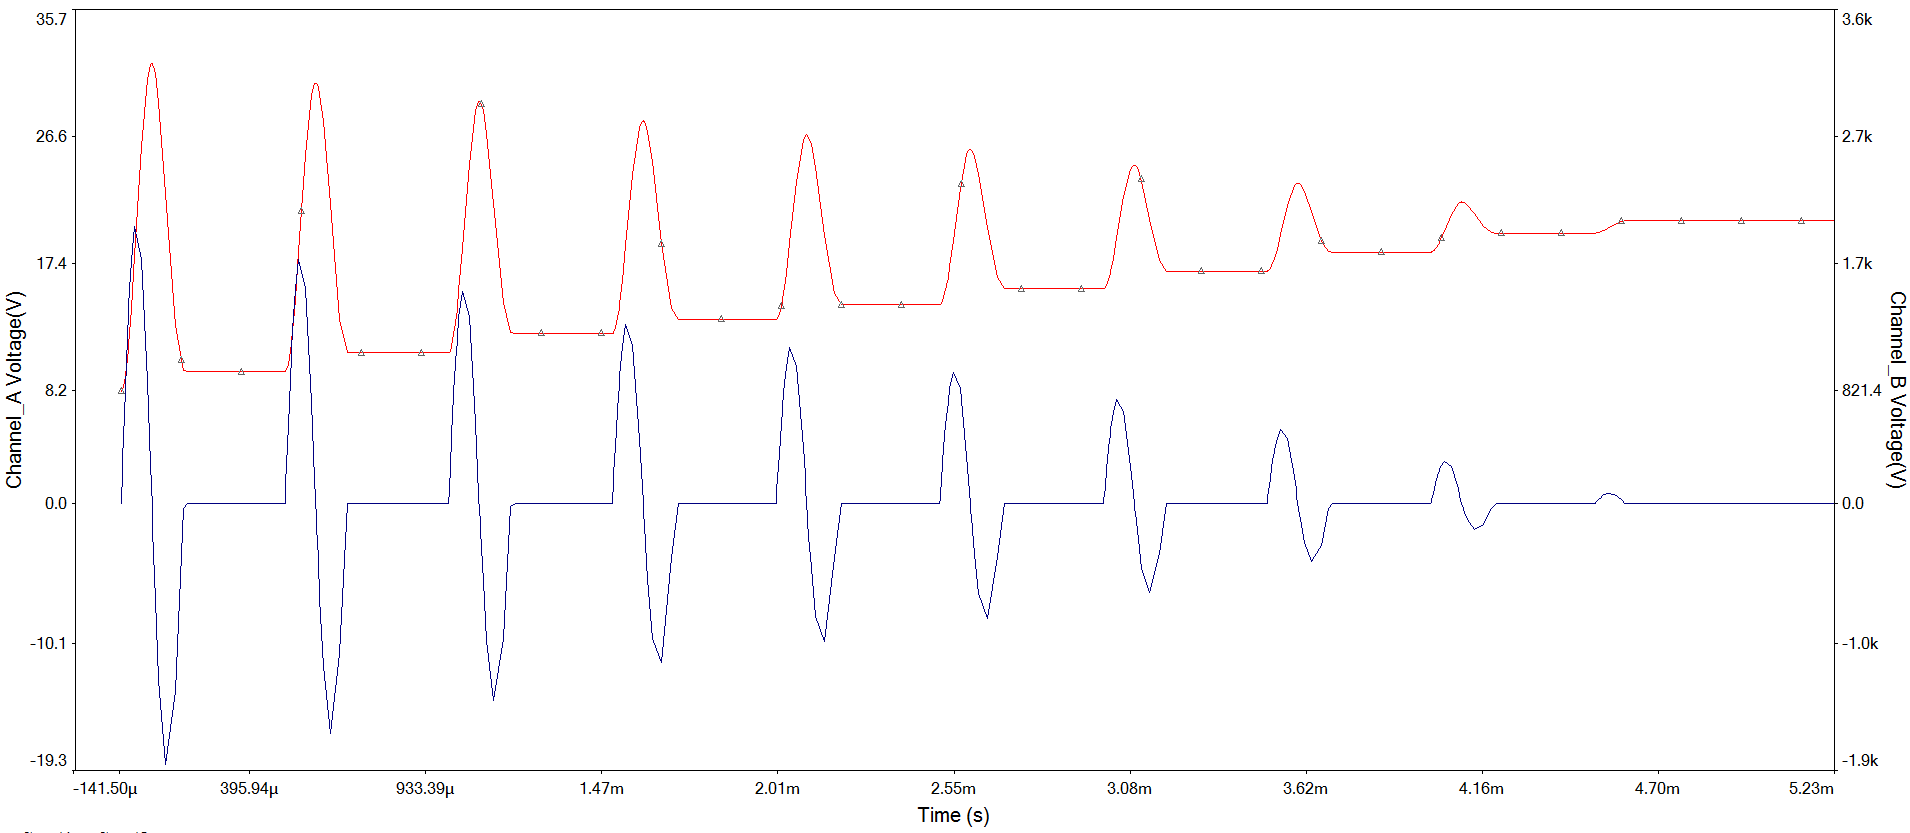 35.7
26.6
17.4
8.2
0.0
-10.1
-19.3
Channel_A Voltage(V)
3.6k
2.7k
1.7k
821.4
0.0
-1.0k
-1.9k
Channel_B Voltage(V)
-141.50µ 395.94µ 933.39µ 1.47m 2.01m 2.55m 3.08m 3.62m 4.16m 4.70m 5.23m
Time (s)